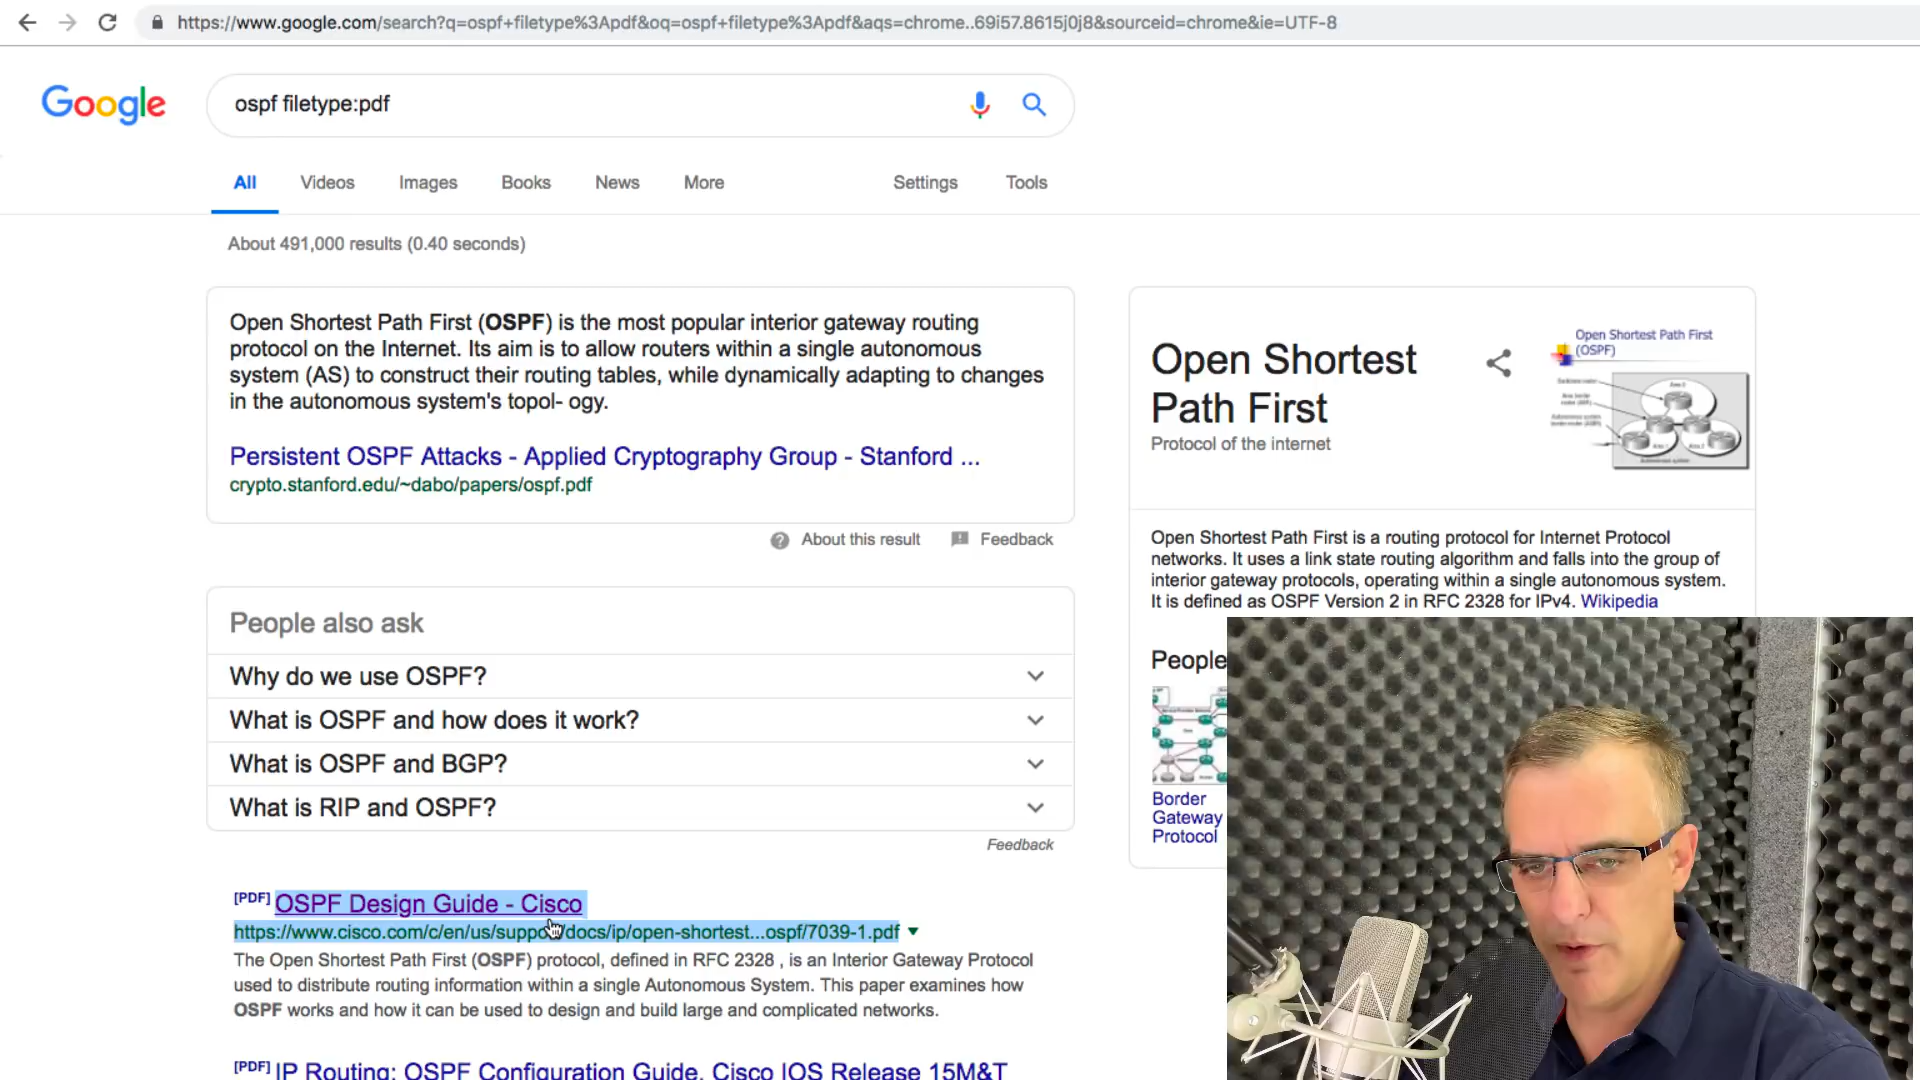 https://www.google.com/search?q=ospf+filetype%3Apdf&oq=ospf+filetype%3Apdf&aqs=chrome..69i57.8615j0j8&sourceid=chrome&ie=UTF-8
Google
ospf filetype:pdf
All Videos Images Books News More Settings Tools
About 491,000 results (0.40 seconds)
Open Shortest Path First (OSPF) is the most popular interior gateway routing
protocol on the Internet. Its aim is to allow routers within a single autonomous
system (AS) to construct their routing tables, while dynamically adapting to changes
in the autonomous system's topol- ogy.
Persistent OSPF Attacks - Applied Cryptography Group - Stanford ...
crypto.stanford.edu/~dabo/papers/ospf.pdf
About this result Feedback
People also ask
Why do we use OSPF?
What is OSPF and how does it work?
What is OSPF and BGP?
What is RIP and OSPF?
Feedback
[PDF] OSPF Design Guide - Cisco
https://www.cisco.com/c/en/us/support/docs/ip/open-shortest...ospf/7039-1.pdf
The Open Shortest Path First (OSPF) protocol, defined in RFC 2328 , is an Interior Gateway Protocol
used to distribute routing information within a single Autonomous System. This paper examines how
OSPF works and how it can be used to design and build large and complicated networks.
[PDF] IP Routing: OSPF Configuration Guide, Cisco IOS Release 15M&T
Open Shortest
Path First
Protocol of the internet
Open Shortest Path First
(OSPF)
Open Shortest Path First is a routing protocol for Internet Protocol
networks. It uses a link state routing algorithm and falls into the group of
interior gateway protocols, operating within a single autonomous system.
It is defined as OSPF Version 2 in RFC 2328 for IPv4. Wikipedia
People
Border
Gateway
Protocol